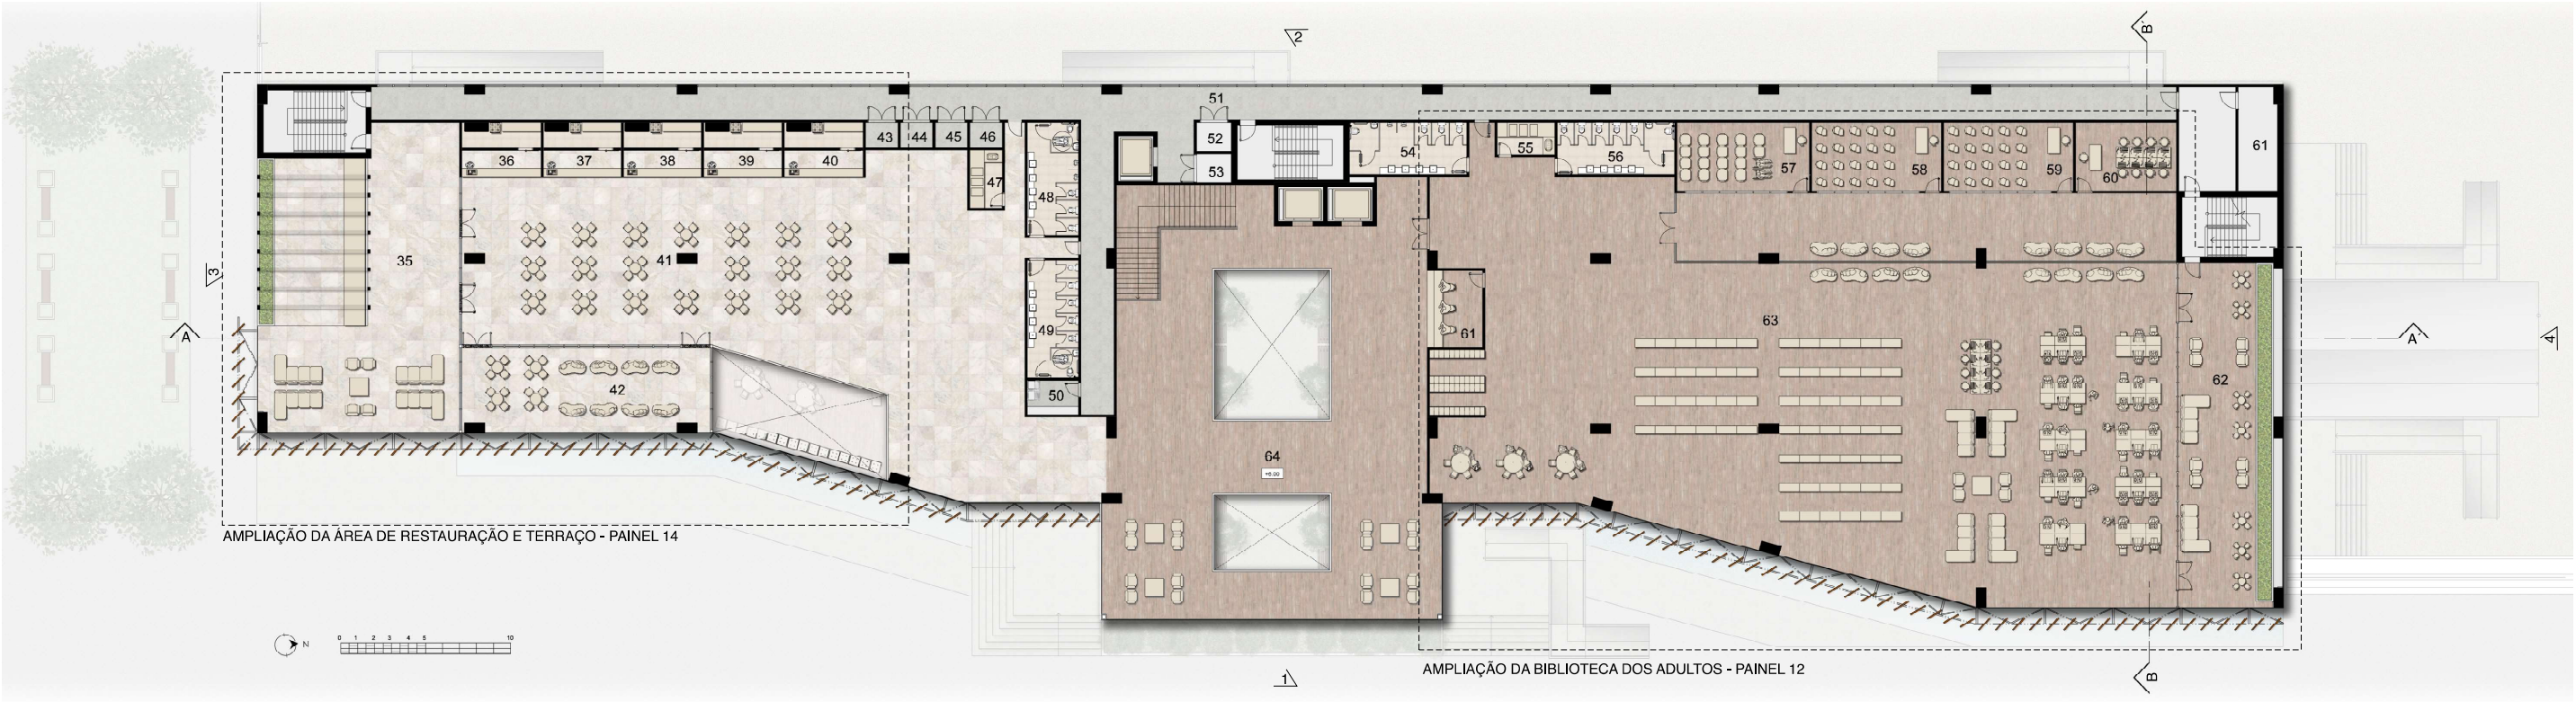 B'
2
51
43 44 45 46
52
53
36 37 38 39 40
47
48
54
55
56
57
58
59
60
61
35
41
3
A
42
49
50
61
63
62
A'
4
64
+6.00
AMPLIAÇÃO DA ÁREA DE RESTAURAÇÃO E TERRAÇO - PAINEL 14
N
0 1 2 3 4 5 10
1
AMPLIAÇÃO DA BIBLIOTECA DOS ADULTOS - PAINEL 12
B